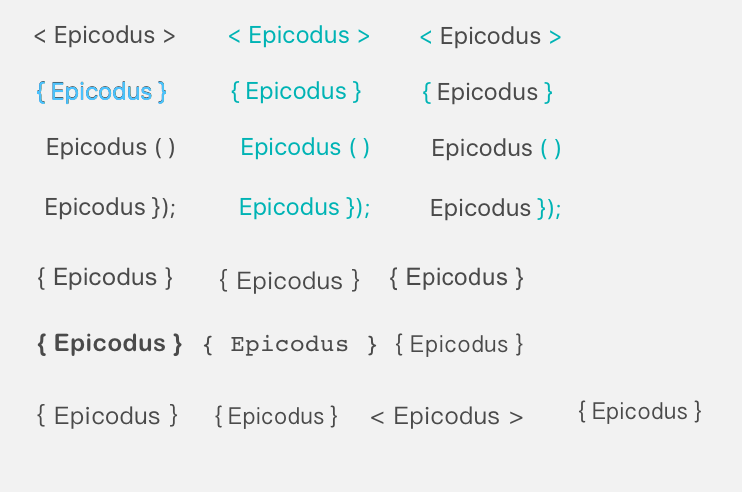 < Epicodus > < Epicodus > < Epicodus >
{ Epicodus } { Epicodus } { Epicodus }
Epicodus ( ) Epicodus ( ) Epicodus ( )
Epicodus }); Epicodus }); Epicodus });
{ Epicodus } { Epicodus } { Epicodus }
{ Epicodus } { Epicodus } { Epicodus }
{ Epicodus } { Epicodus } < Epicodus > { Epicodus }